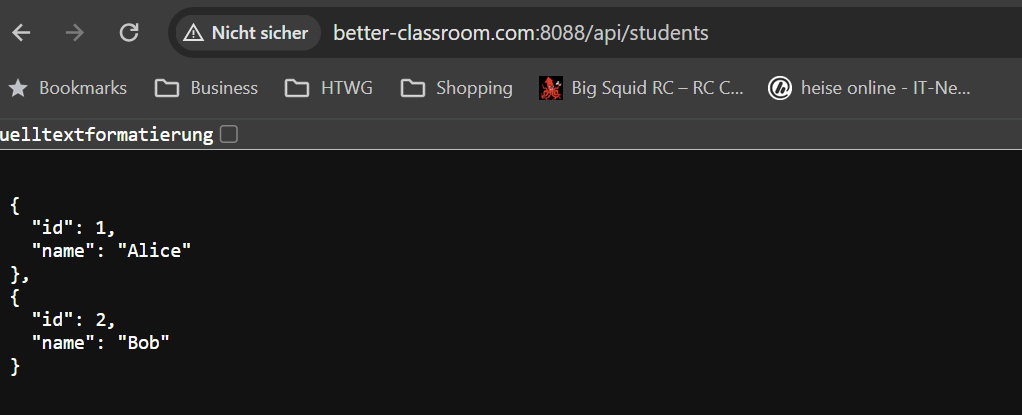 Nicht sicher better-classroom.com:8088/api/students
Bookmarks Business HTWG Shopping Big Squid RC – RC C... heise online - IT-Ne...
uelltextformatierung
{
"id": 1,
"name": "Alice"
},
{
"id": 2,
"name": "Bob"
}